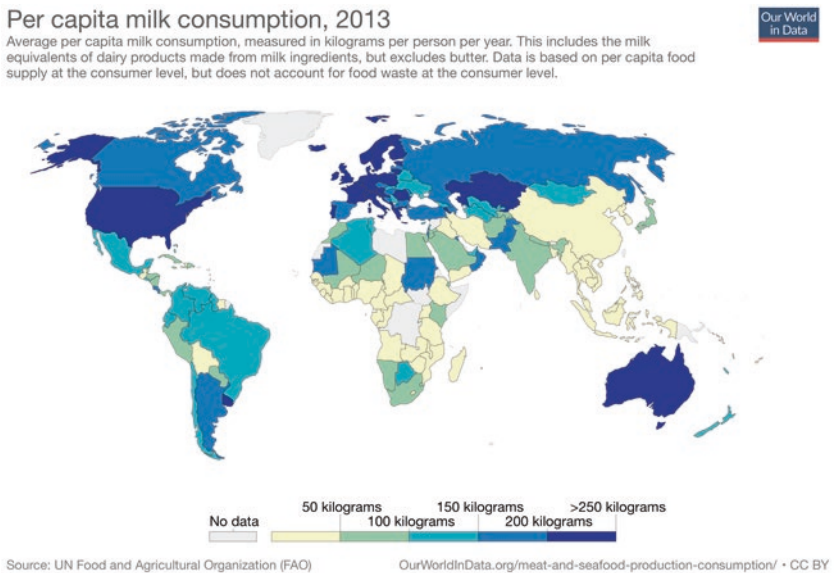 Per capita milk consumption, 2013
Our World
in Data
Average per capita milk consumption, measured in kilograms per person per year. This includes the milk
equivalents of dairy products made from milk ingredients, but excludes butter. Data is based on per capita food
supply at the consumer level, but does not account for food waste at the consumer level.
50 kilograms 150 kilograms >250 kilograms
No data 100 kilograms 200 kilograms
Source: UN Food and Agricultural Organization (FAO) OurWorldInData.org/meat-and-seafood-production-consumption/ • CC BY